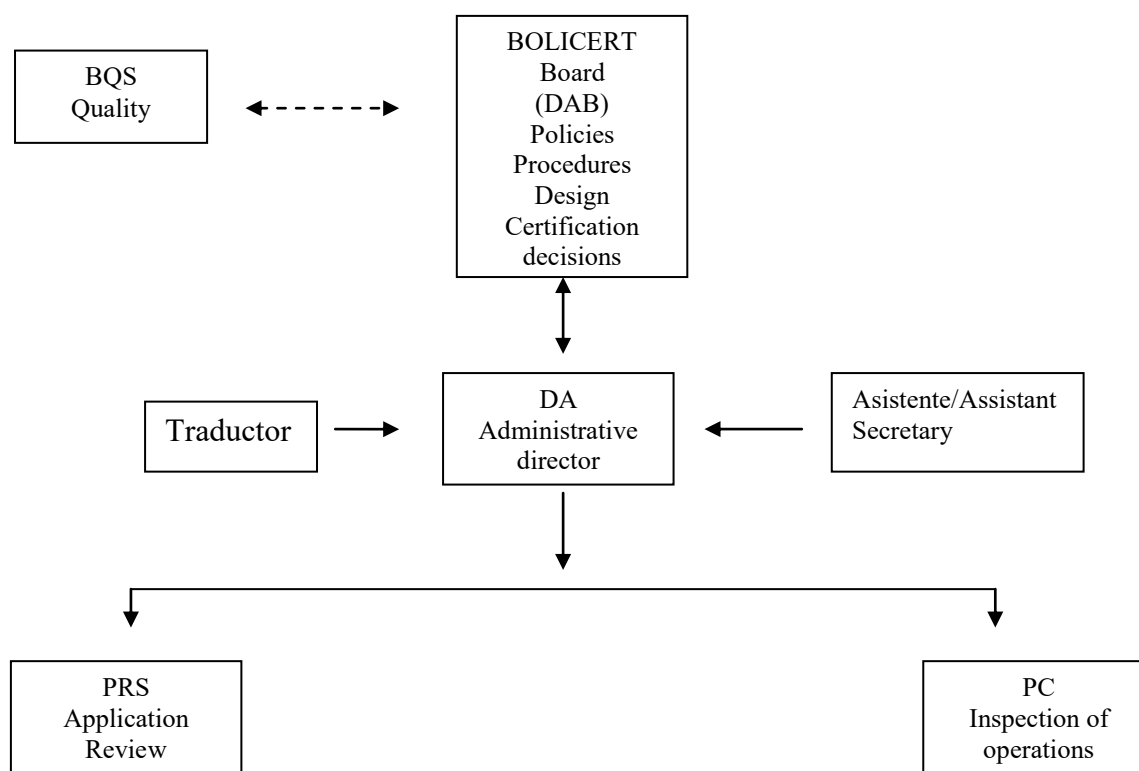 BQS
Quality
BOLICERT
Board
(DAB)
Policies
Procedures
Design
Certification
decisions
Traductor
DA
Administrative
director
Asistente/Assistant
Secretary
PRS
Application
Review
PC
Inspection of
operations